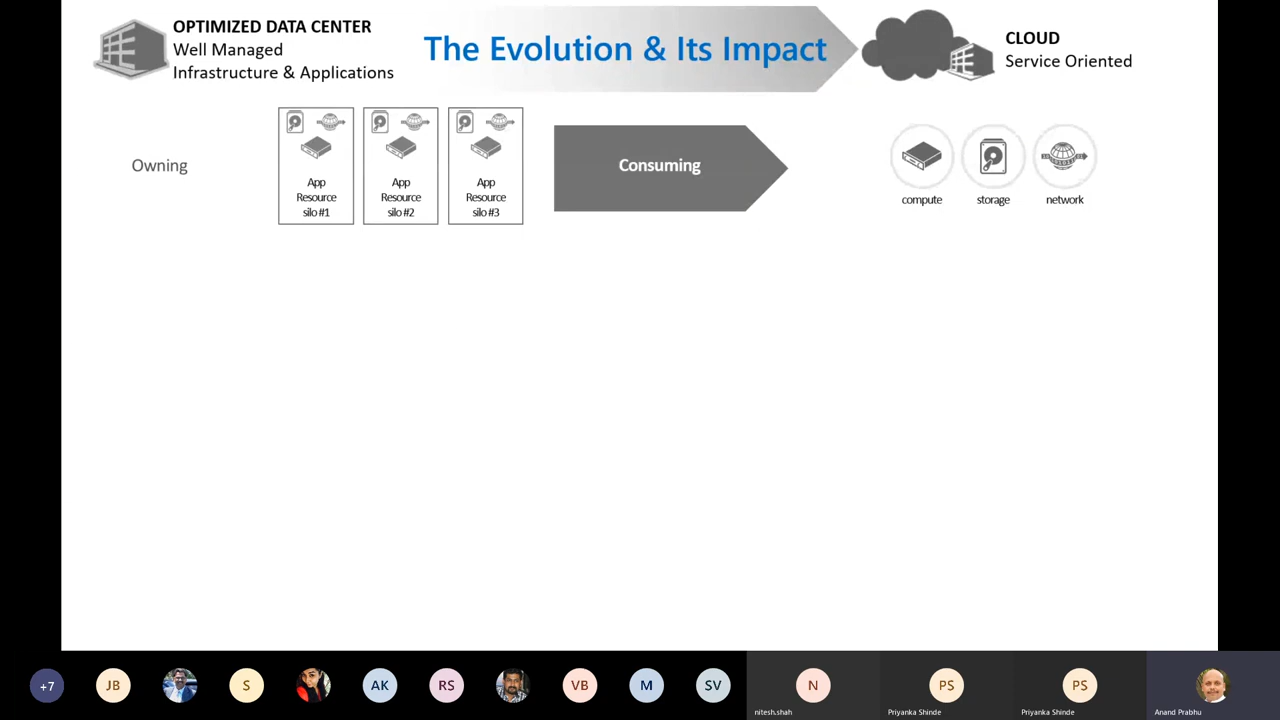 OPTIMIZED DATA CENTER
Well Managed
Infrastructure & Applications
The Evolution & Its Impact
CLOUD
Service Oriented
Owning
App
Resource
silo #1
App
Resource
silo #2
App
Resource
silo #3
Consuming
compute
storage
network
+7
JB
S
AK
RS
VB
M
SV
N
nitesh.shah
PS
Priyanka Shinde
PS
Priyanka Shinde
Anand Prabhu